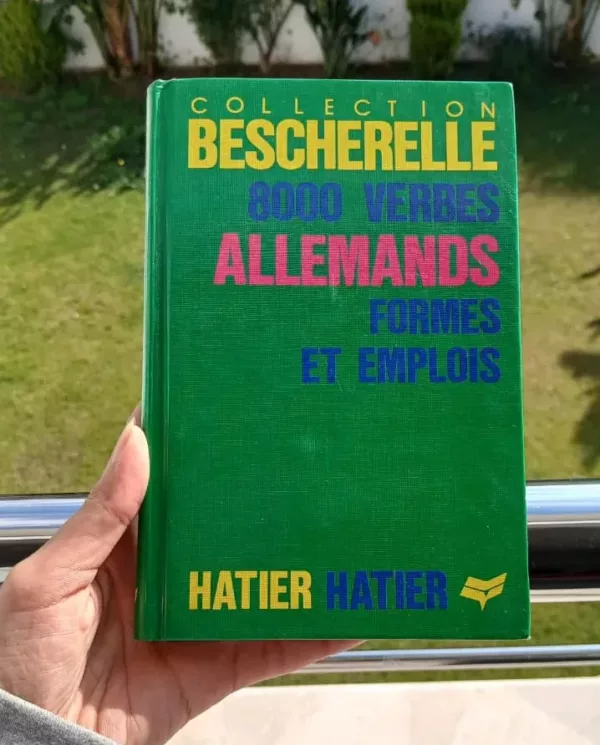 COLLECTION
BESCHERELLE
8000 VERBES
ALLEMANDS
FORMES
ET EMPLOIS
HATIER HATIER